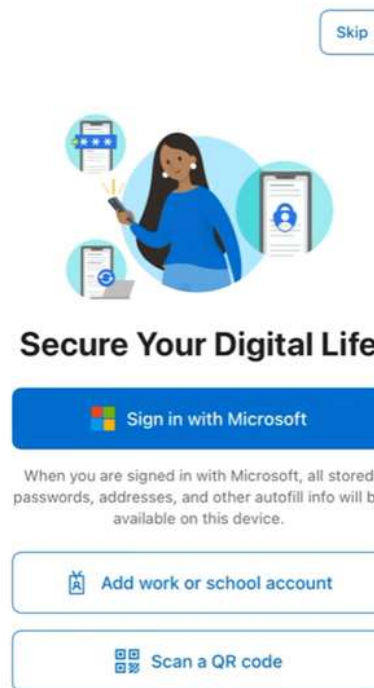 Skip
Secure Your Digital Life
Sign in with Microsoft
When you are signed in with Microsoft, all stored
passwords, addresses, and other autofill info will b
available on this device.
Add work or school account
Scan a QR code